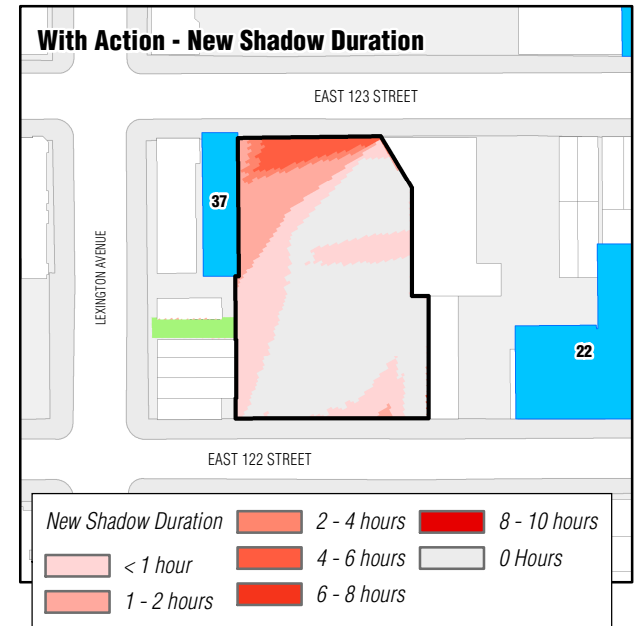 With Action - New Shadow Duration
EAST 123 STREET
37
LEXINGTON AVENUE
22
EAST 122 STREET
New Shadow Duration
< 1 hour
1 - 2 hours
2 - 4 hours
4 - 6 hours
6 - 8 hours
8 - 10 hours
0 Hours